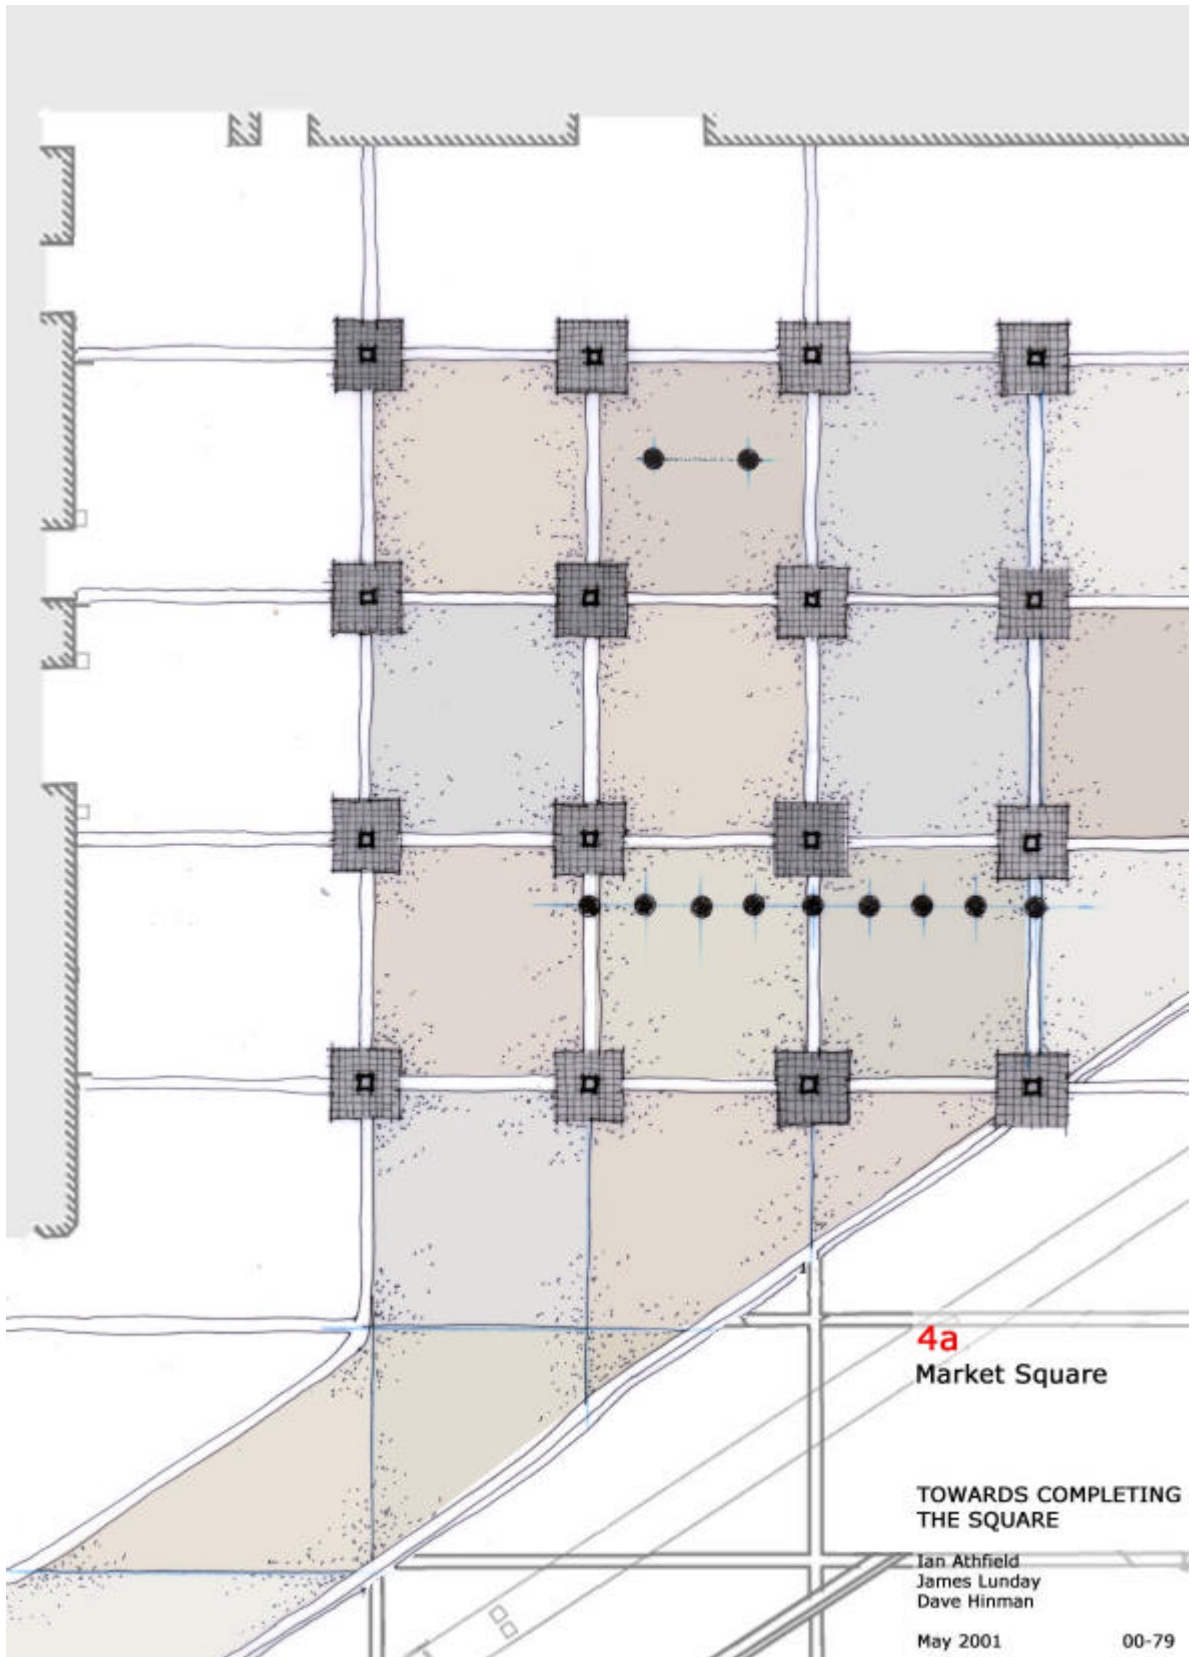 4a
Market Square
TOWARDS COMPLETING
THE SQUARE
Ian Athfield
James Lunday
Dave Hinman
May 2001 00-79